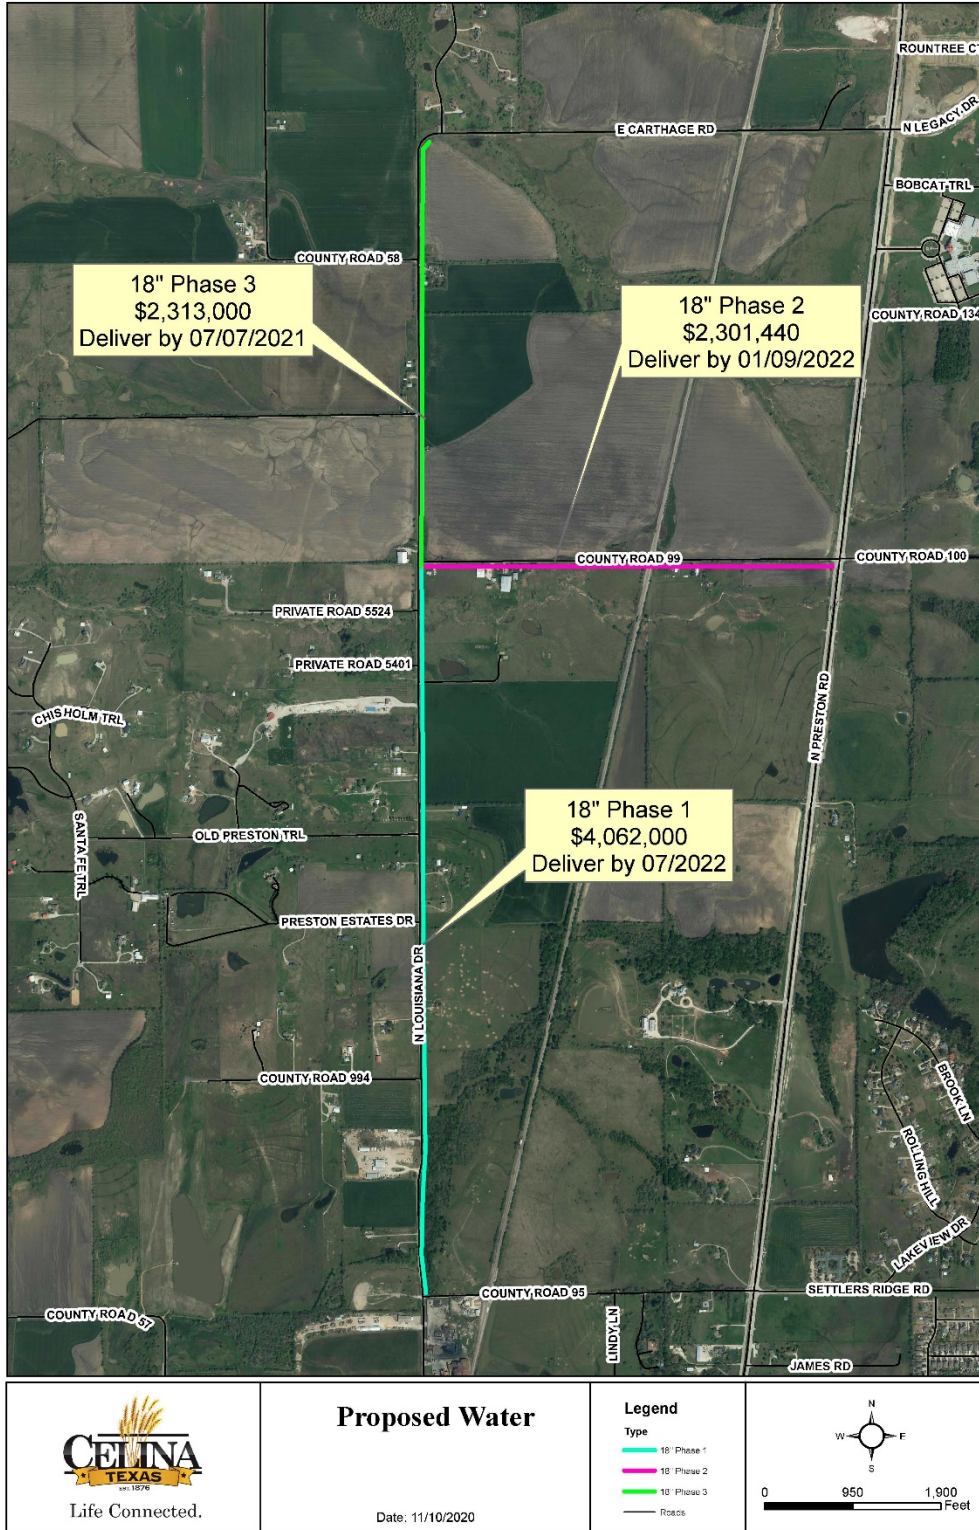 ROUNTREE C
N LEGACY DR
E CARTHAGE RD
BOBCAT TRL
COUNTY ROAD 58
18" Phase 3
$2,313,000
Deliver by 07/07/2021
18" Phase 2
$2,301,440
Deliver by 01/09/2022
COUNTY ROAD 134
COUNTY ROAD 99
COUNTY ROAD 100
PRIVATE ROAD 5524
PRIVATE ROAD 5401
CHISHOLM TRL
N PRESTON RD
18" Phase 1
$4,062,000
Deliver by 07/2022
OLD PRESTON TRL
SANTA FE TRL
PRESTON ESTATES DR
N LOUISIANA DR
COUNTY ROAD 994
BROOK LN
ROLLING HILL
LAKEVIEW DR
COUNTY ROAD 95
SETTLERS RIDGE RD
COUNTY ROAD 57
LINDY LN
JAMES RD
CELINA
TEXAS
EST. 1876
Life Connected.
Proposed Water
Date: 11/10/2020
Legend
Type
18" Phase 1
18" Phase 2
18" Phase 3
Roads
N
W E
S
0 950 1,900
Feet